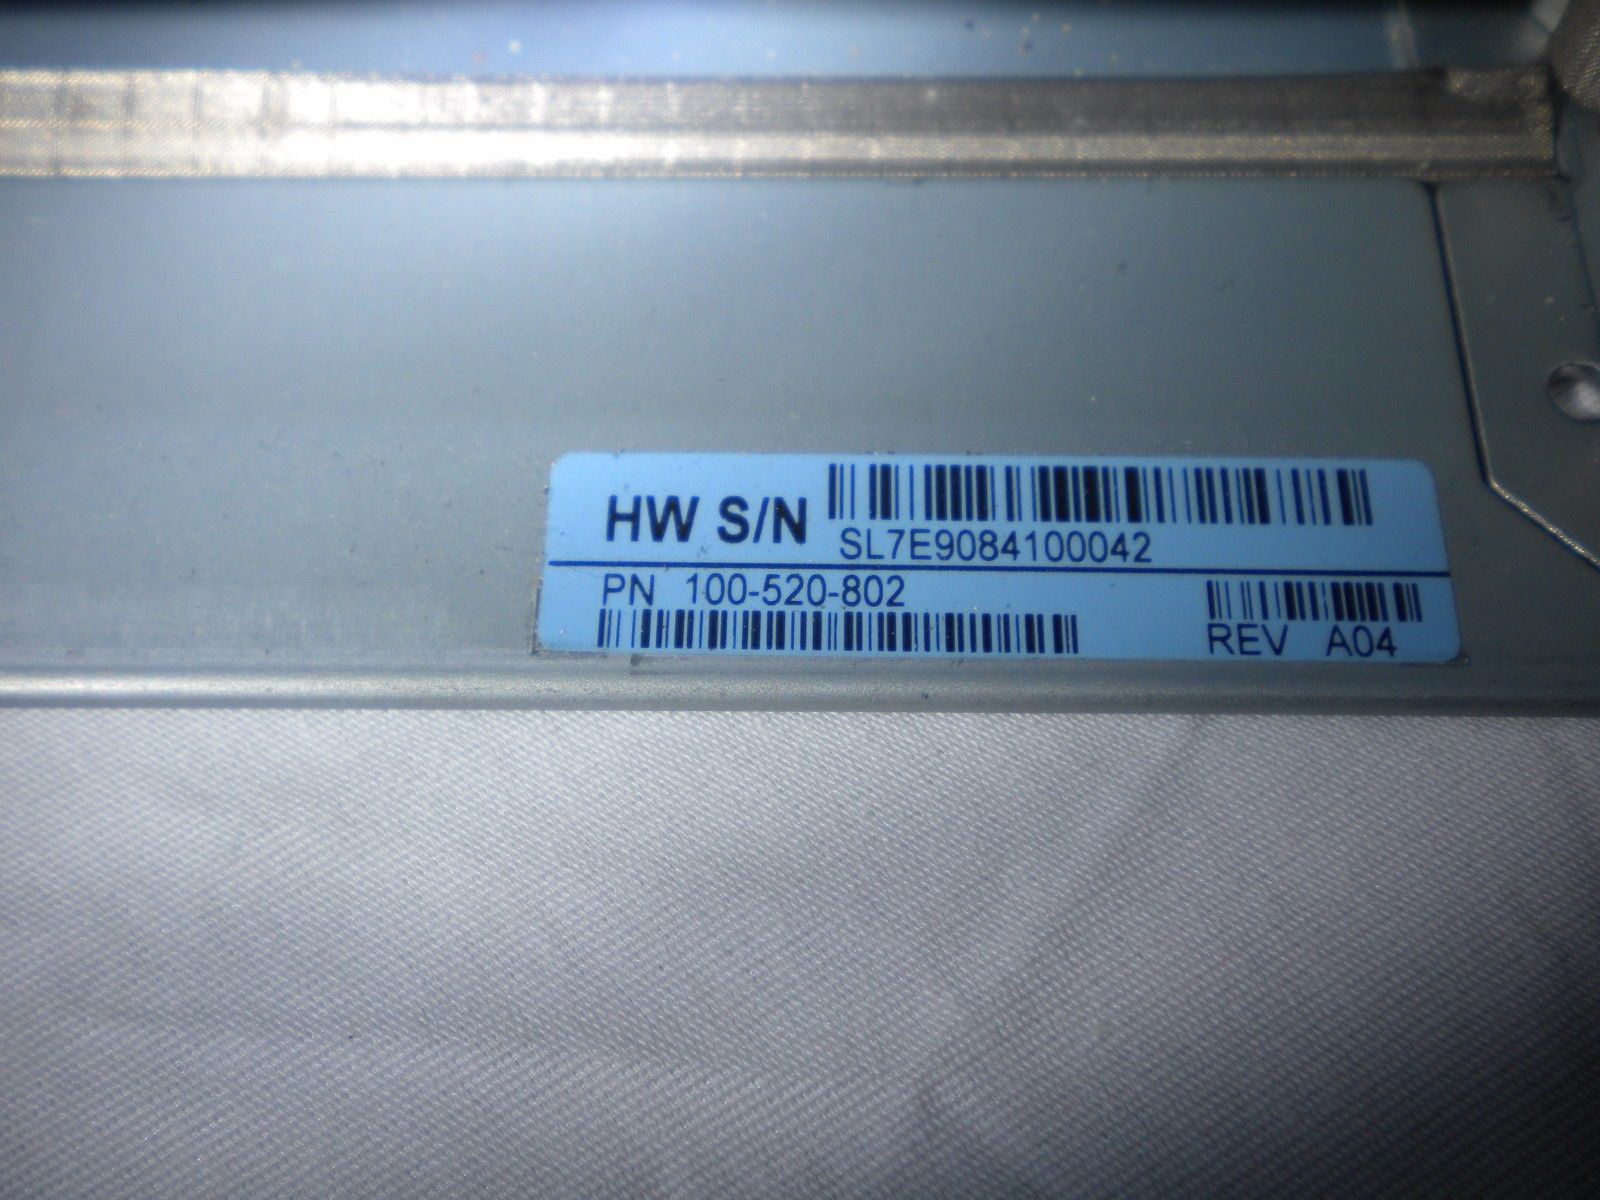 HW S/N
SL7E9084100042
PN 100-520-802
REV A04